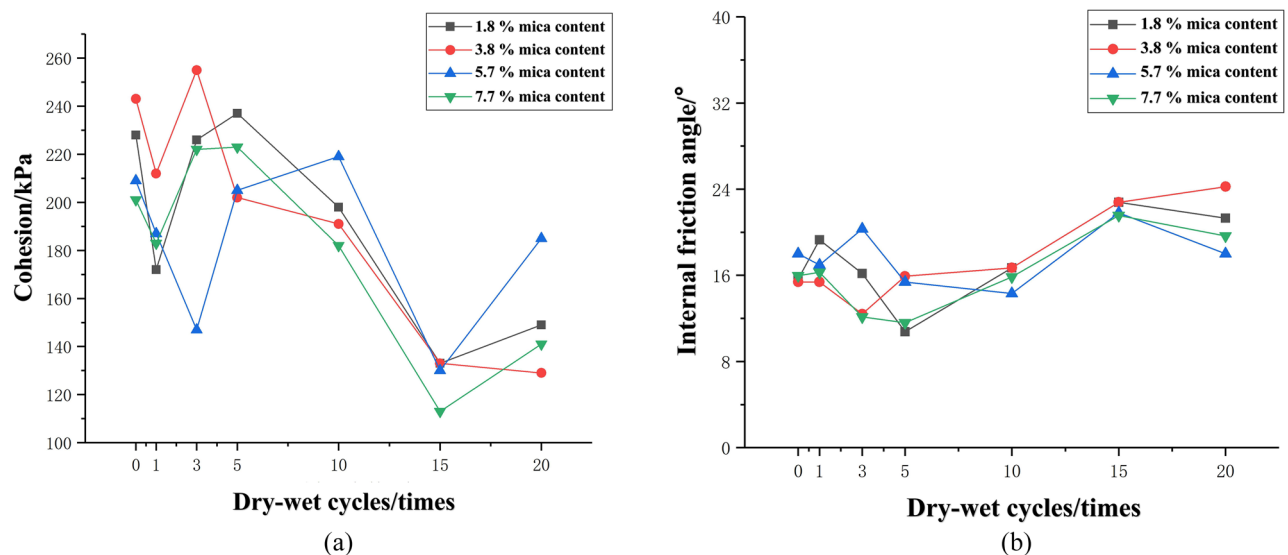 (a)
1.8 % mica content
3.8 % mica content
5.7 % mica content
7.7 % mica content
Cohesion/kPa
260
240
220
200
180
160
140
120
100
0 1 3 5 10 15 20
Dry-wet cycles/times
(a)
(b)
1.8 % mica content
3.8 % mica content
5.7 % mica content
7.7 % mica content
Internal friction angle/°
40
32
24
16
8
0
0 1 3 5 10 15 20
Dry-wet cycles/times
(b)